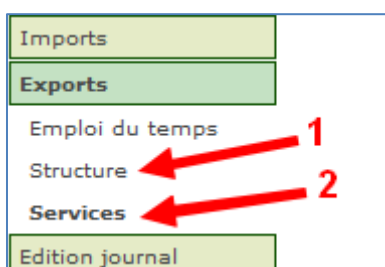 Imports
Exports
Emploi du temps
1
Structure
2
Services
Edition journal